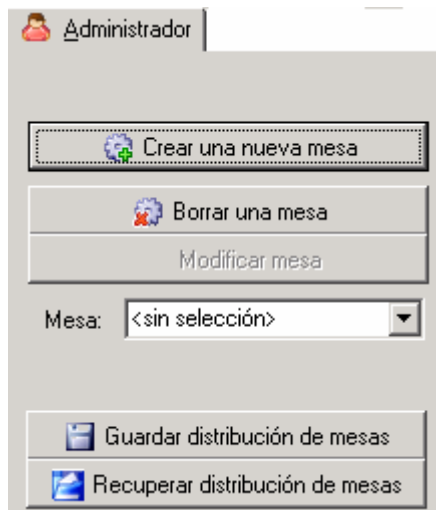 Administrador
Crear una nueva mesa
Borrar una mesa
Modificar mesa
Mesa: <sin selección>
Guardar distribución de mesas
Recuperar distribución de mesas